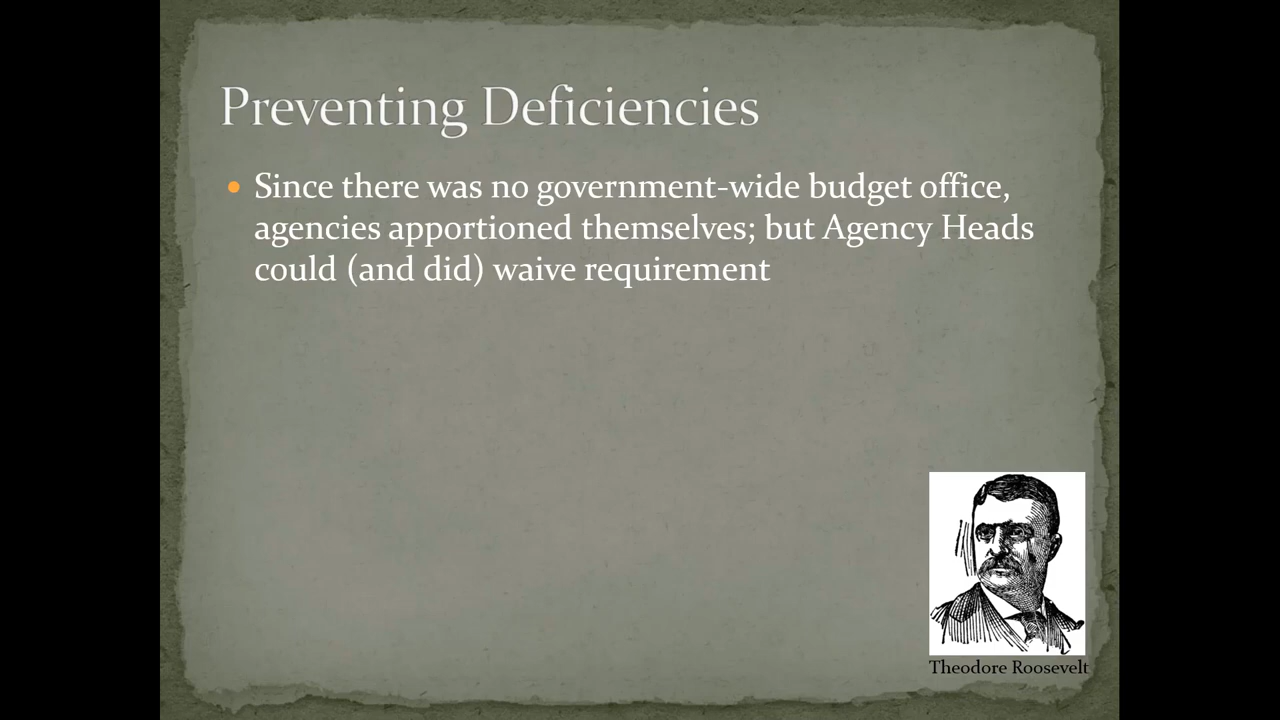 Preventing Deficiencies
• Since there was no government-wide budget office,
agencies apportioned themselves; but Agency Heads
could (and did) waive requirement
Theodore Roosevelt